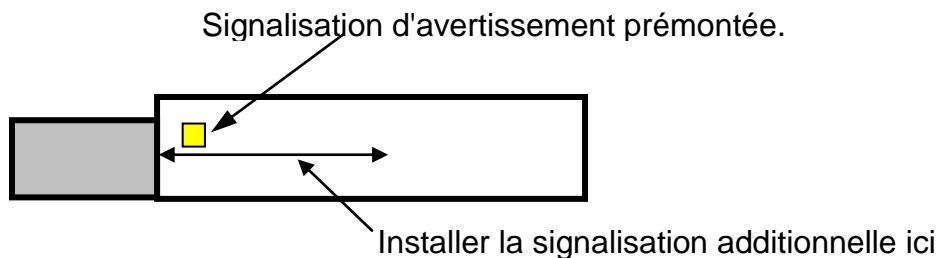 Signalisation d'avertissement prémontée.
Installer la signalisation additionnelle ici